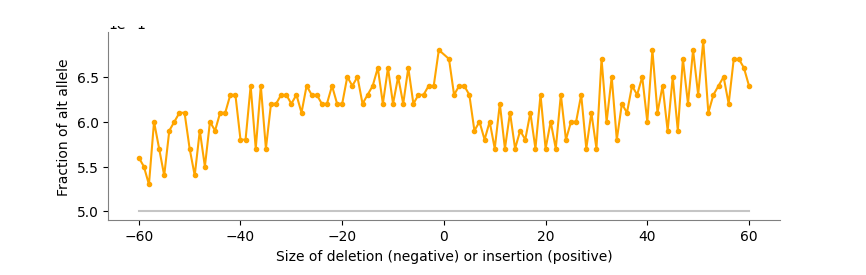 6.5
6.0
5.5
5.0
Fraction of alt allele
−60 −40 −20 0 20 40 60
Size of deletion (negative) or insertion (positive)